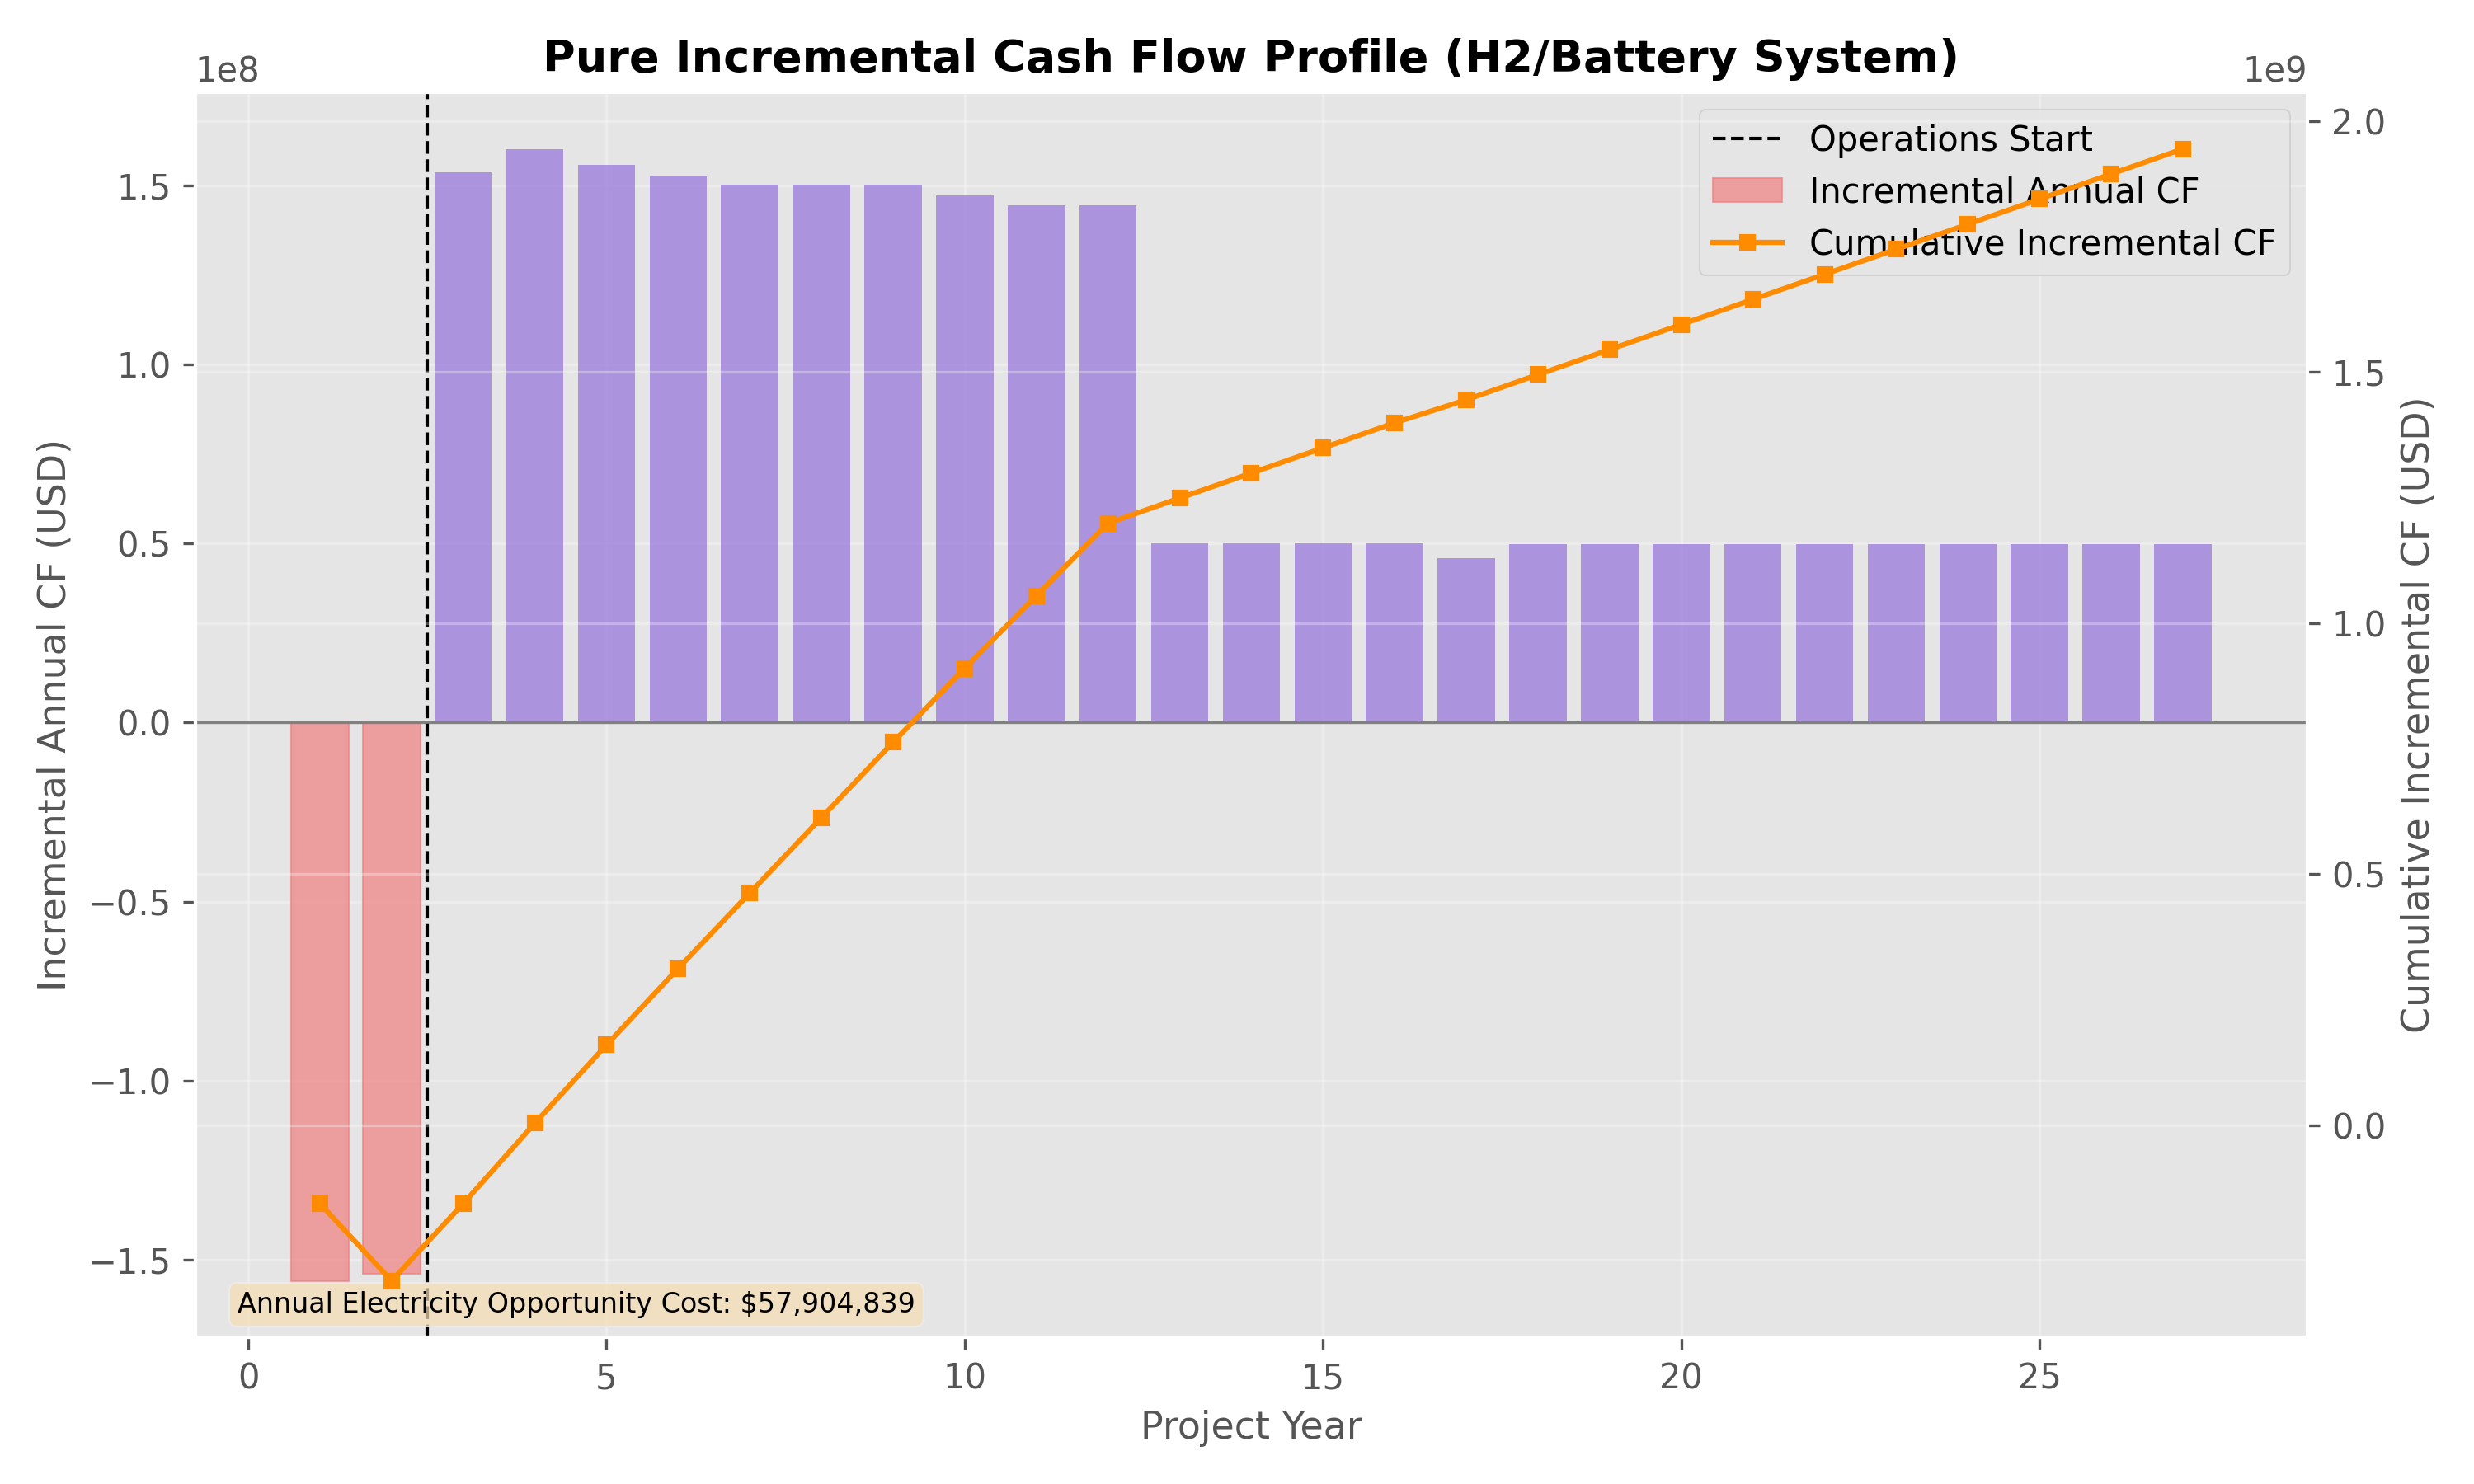 Pure Incremental Cash Flow Profile (H2/Battery System)
1e8
1e9
Operations Start
Incremental Annual CF
Cumulative Incremental CF
Incremental Annual CF (USD)
1.5
1.0
0.5
0.0
−0.5
−1.0
−1.5
Cumulative Incremental CF (USD)
2.0
1.5
1.0
0.5
0.0
Annual Electricity Opportunity Cost: $57,904,839
0 5 10 15 20 25
Project Year